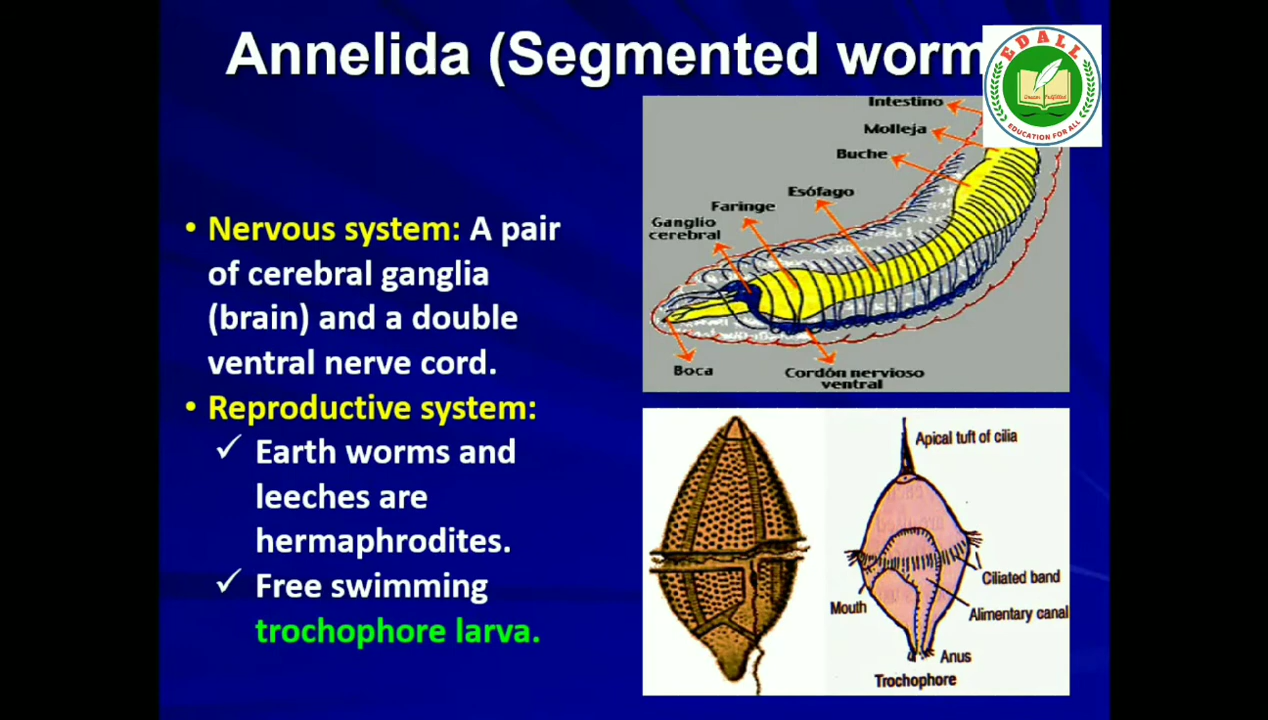 Annelida (Segmented worm
EDALL
Dream Fulfilled
EDUCATION FOR ALL
Intestino
Molleja
Buche
Esófago
Faringe
Ganglio
cerebral
Boca
Cordón nervioso
ventral
• Nervous system: A pair
of cerebral ganglia
(brain) and a double
ventral nerve cord.
• Reproductive system:
✓ Earth worms and
leeches are
hermaphrodites.
✓ Free swimming
trochophore larva.
Apical tuft of cilia
Ciliated band
Mouth
Alimentary canal
Anus
Trochophore